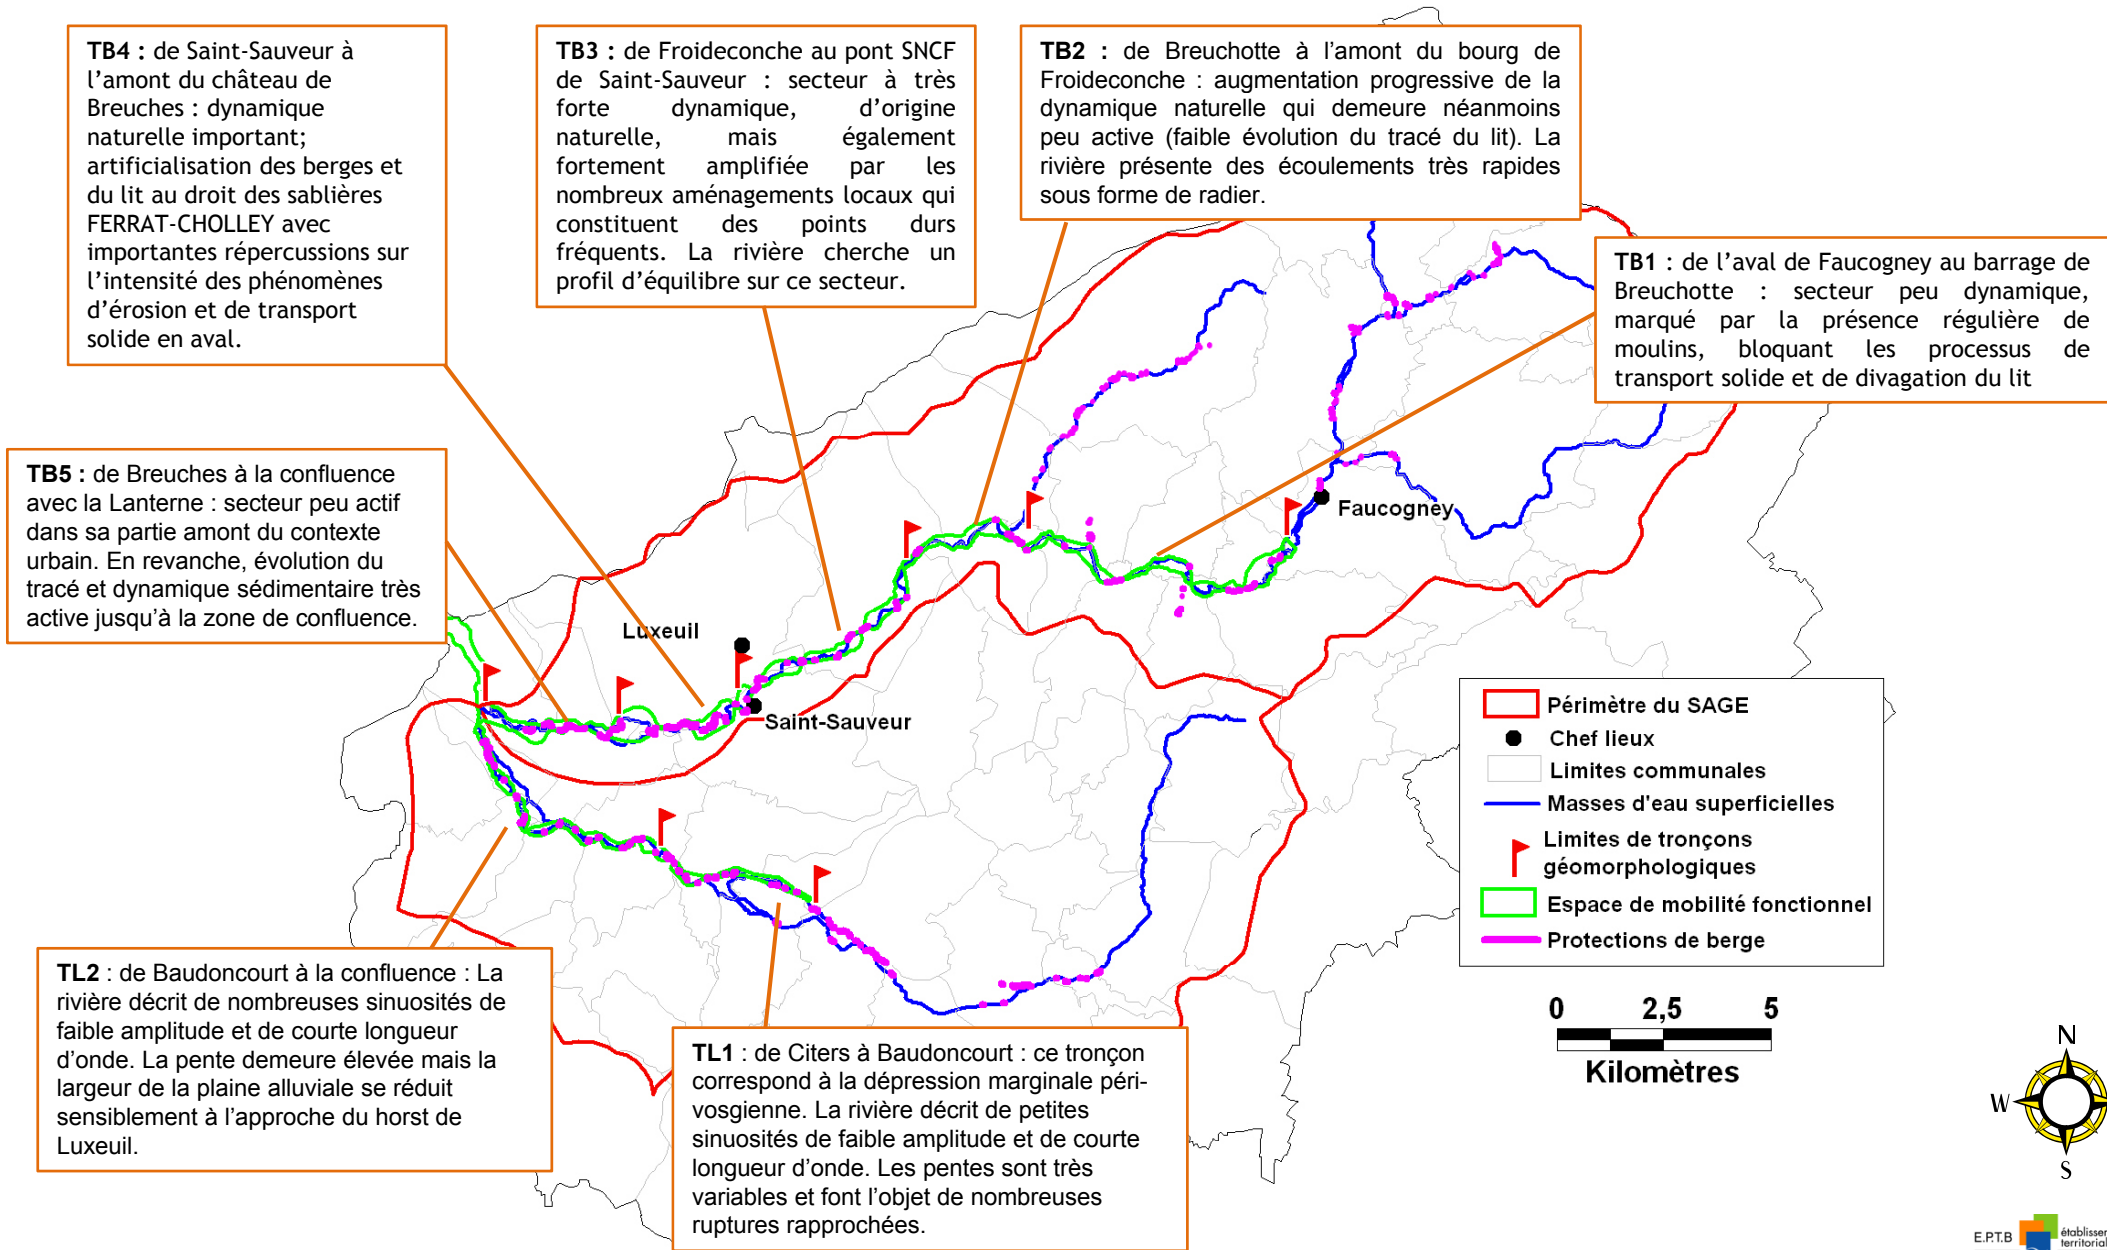 TB4 : de Saint-Sauveur à
l’amont du château de
Breuches : dynamique
naturelle important;
artificialisation des berges et
du lit au droit des sablières
FERRAT-CHOLLEY avec
importantes répercussions sur
l’intensité des phénomènes
d’érosion et de transport
solide en aval.
TB3 : de Froideconche au pont SNCF
de Saint-Sauveur : secteur à très
forte dynamique, d’origine
naturelle, mais également
fortement amplifiée par les
nombreux aménagements locaux qui
constituent des points durs
fréquents. La rivière cherche un
profil d’équilibre sur ce secteur.
TB2 : de Breuchotte à l’amont du bourg de
Froideconche : augmentation progressive de la
dynamique naturelle qui demeure néanmoins
peu active (faible évolution du tracé du lit). La
rivière présente des écoulements très rapides
sous forme de radier.
TB1 : de l’aval de Faucogney au barrage de
Breuchotte : secteur peu dynamique,
marqué par la présence régulière de
moulins, bloquant les processus de
transport solide et de divagation du lit
TB5 : de Breuches à la confluence
avec la Lanterne : secteur peu actif
dans sa partie amont du contexte
urbain. En revanche, évolution du
tracé et dynamique sédimentaire très
active jusqu’à la zone de confluence.
Faucogney
Luxeuil
Saint-Sauveur
Périmètre du SAGE
Chef lieux
Limites communales
Masses d'eau superficielles
Limites de tronçons
géomorphologiques
Espace de mobilité fonctionnel
Protections de berge
0 2,5 5
Kilomètres
N
W
S
TL2 : de Baudoncourt à la confluence : La
rivière décrit de nombreuses sinuosités de
faible amplitude et de courte longueur
d’onde. La pente demeure élevée mais la
largeur de la plaine alluviale se réduit
sensiblement à l’approche du horst de
Luxeuil.
TL1 : de Citers à Baudoncourt : ce tronçon
correspond à la dépression marginale péri-
vosgienne. La rivière décrit de petites
sinuosités de faible amplitude et de courte
longueur d’onde. Les pentes sont très
variables et font l’objet de nombreuses
ruptures rapprochées.
E.P.T.B